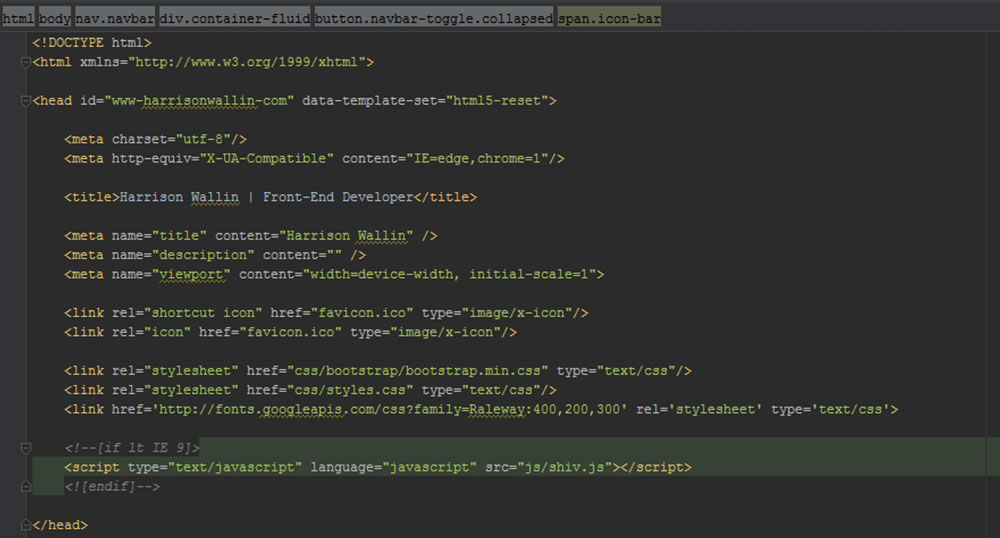 html body nav.navbar div.container-fluid button.navbar-toggle.collapsed span.icon-bar
<!DOCTYPE html>
<html xmlns="http://www.w3.org/1999/xhtml">
<head id="www-harrisonwallin-com" data-template-set="html5-reset">
<meta charset="utf-8"/>
<meta http-equiv="X-UA-Compatible" content="IE=edge,chrome=1"/>
<title>Harrison Wallin | Front-End Developer</title>
<meta name="title" content="Harrison Wallin" />
<meta name="description" content="" />
<meta name="viewport" content="width=device-width, initial-scale=1">
<link rel="shortcut icon" href="favicon.ico" type="image/x-icon"/>
<link rel="icon" href="favicon.ico" type="image/x-icon"/>
<link rel="stylesheet" href="css/bootstrap/bootstrap.min.css" type="text/css"/>
<link rel="stylesheet" href="css/styles.css" type="text/css"/>
<link href='http://fonts.googleapis.com/css?family=Raleway:400,200,300' rel='stylesheet' type='text/css'>
<!--[if lt IE 9]>
<script type="text/javascript" language="javascript" src="js/shiv.js"></script>
<![endif]-->
</head>